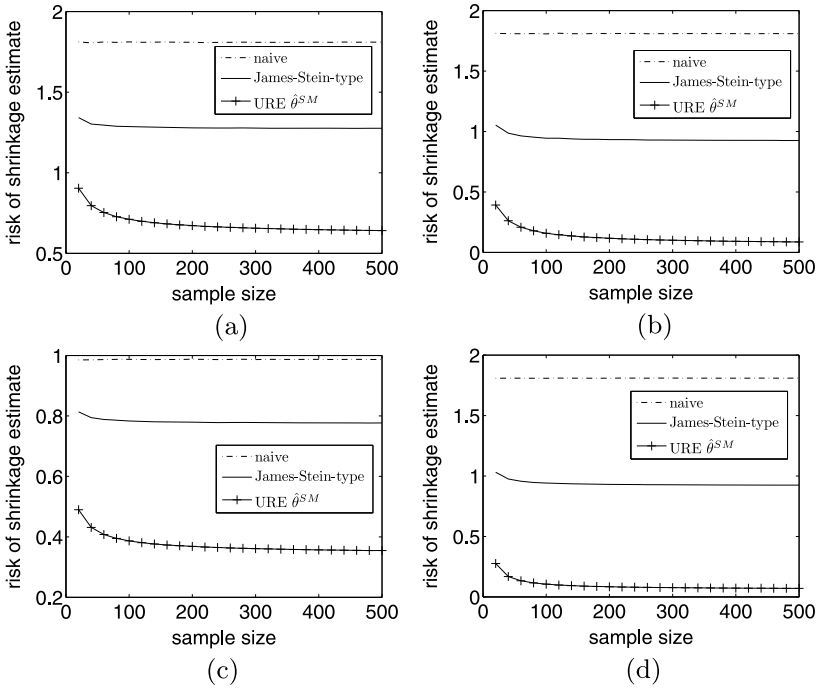 2
1.5
1
0.5
0
100
200
300
400
500
risk of shrinkage estimate
sample size
naive
James-Stein-type
URE θ̂^{SM}
(a)
2
1.5
1
0.5
0
0
100
200
300
400
500
risk of shrinkage estimate
sample size
naive
James-Stein-type
URE θ̂^{SM}
(b)
1
0.8
0.6
0.4
0.2
0
100
200
300
400
500
risk of shrinkage estimate
sample size
naive
James-Stein-type
URE θ̂^{SM}
(c)
2
1.5
1
0.5
0
0
100
200
300
400
500
risk of shrinkage estimate
sample size
naive
James-Stein-type
URE θ̂^{SM}
(d)